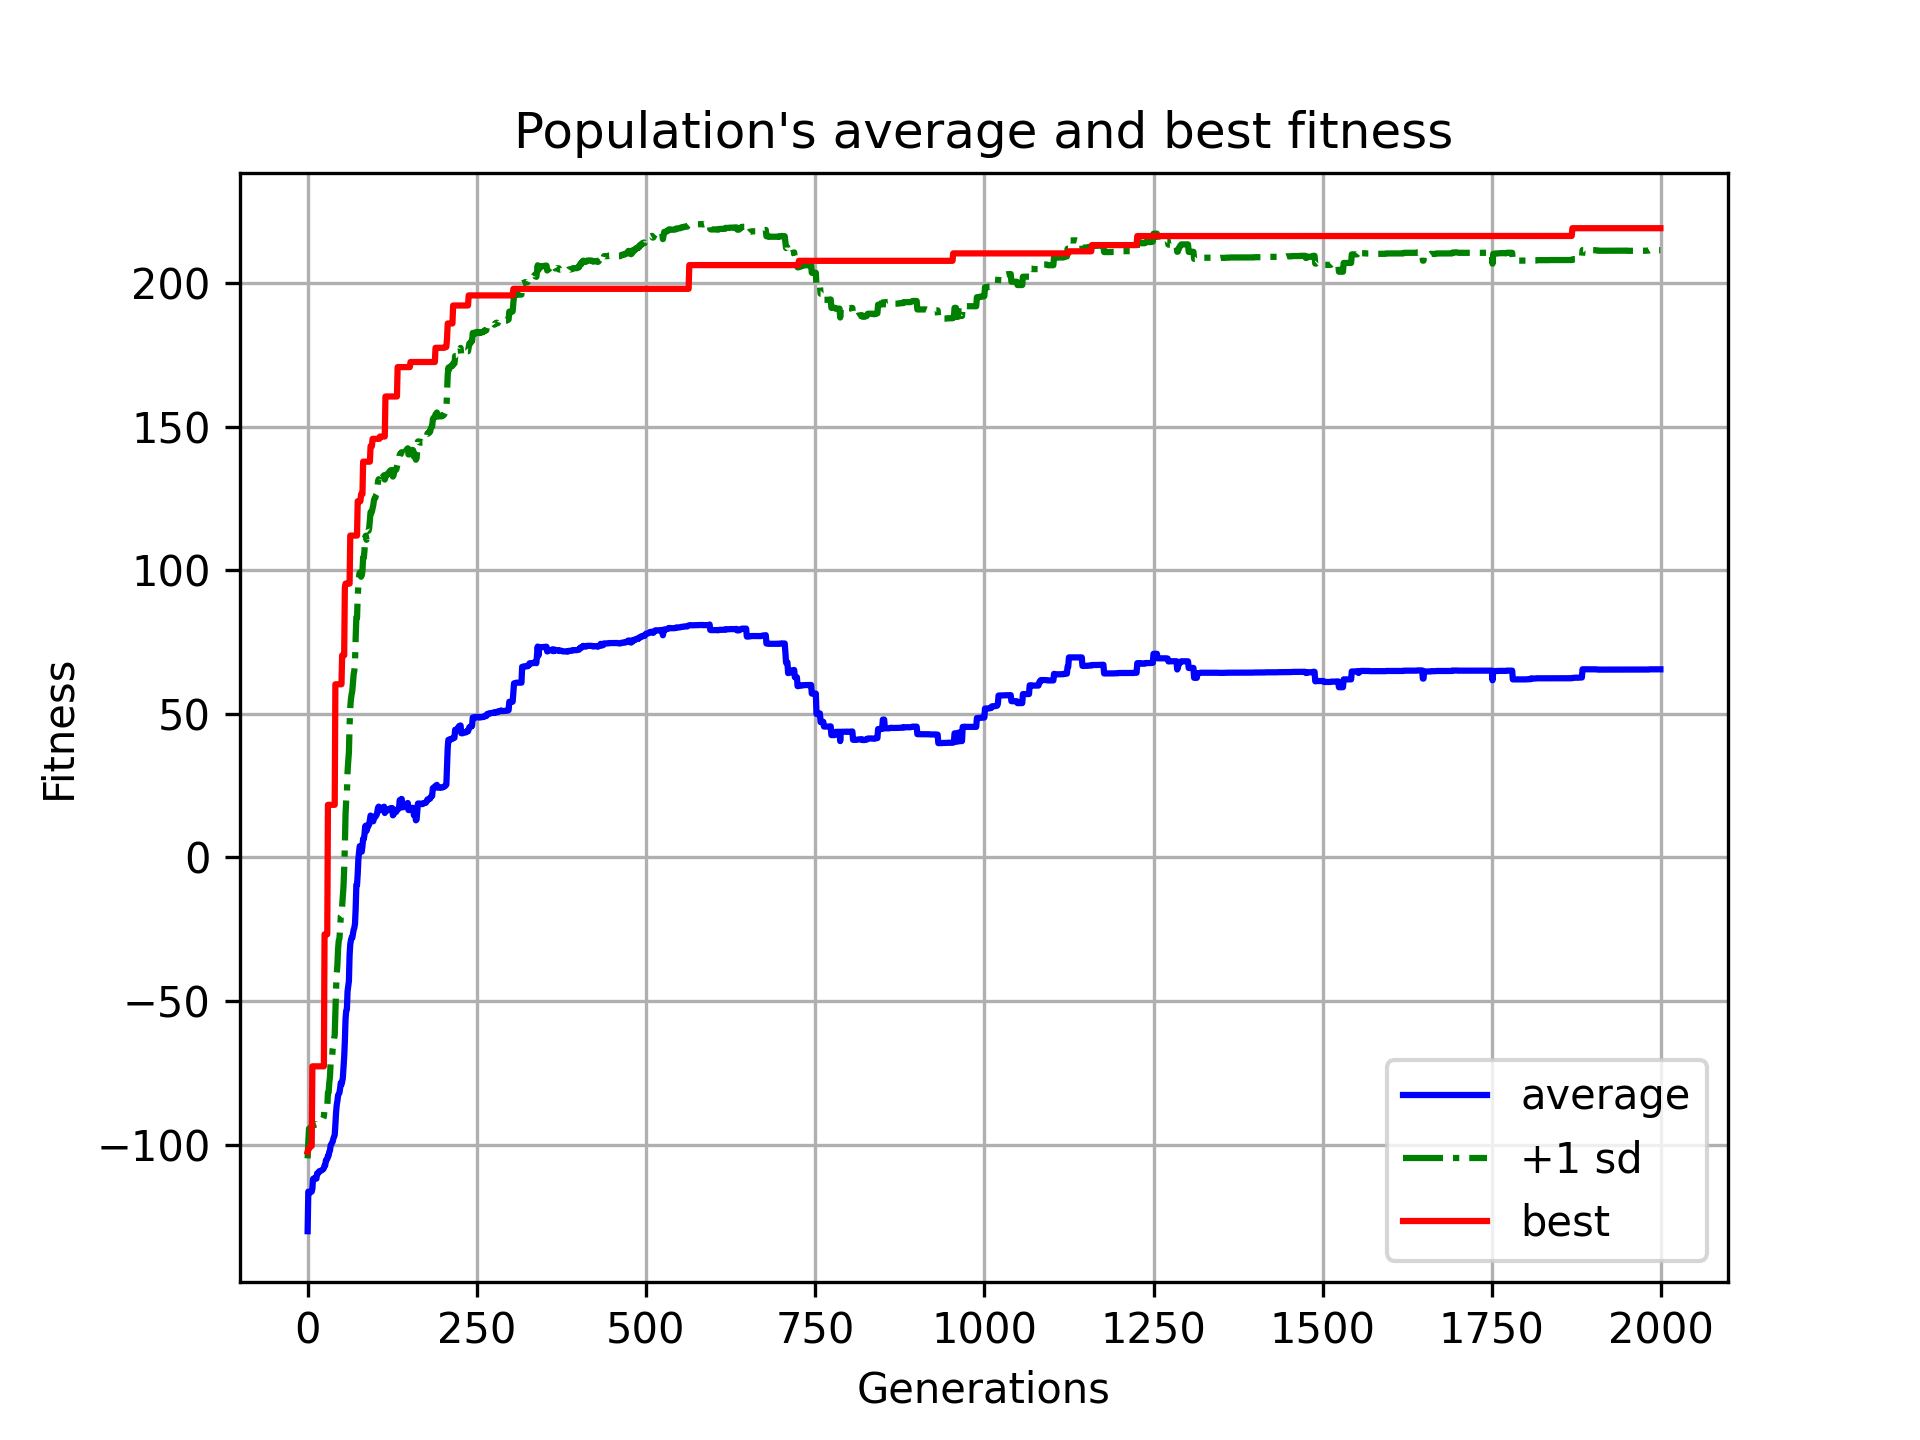 Population's average and best fitness
200
150
100
50
0
−50
−100
Fitness
average
+1 sd
best
0 250 500 750 1000 1250 1500 1750 2000
Generations